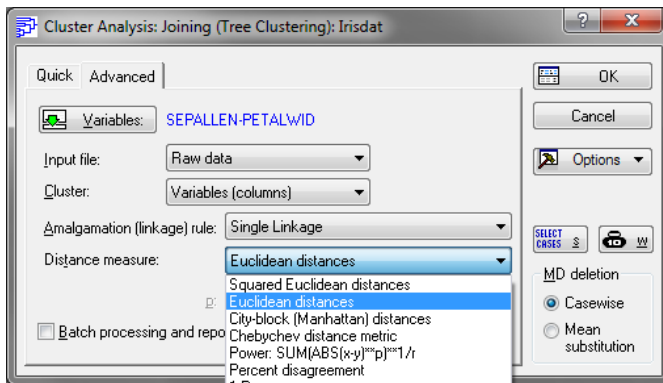 Cluster Analysis: Joining (Tree Clustering): Irisdat
? X
Quick Advanced
OK
Variables: SEPALLEN-PETALWID
Cancel
Input file: Raw data
Options
Cluster: Variables (columns)
Amalgamation (linkage) rule: Single Linkage
SELECT CASES S W
Distance measure: Euclidean distances
MD deletion
Squared Euclidean distances
p: Euclidean distances
Casewise
City-block (Manhattan) distances
Batch processing and repo Chebychev distance metric
Mean substitution
Power: SUM(ABS(x-y)**p)**1/r
Percent disagreement